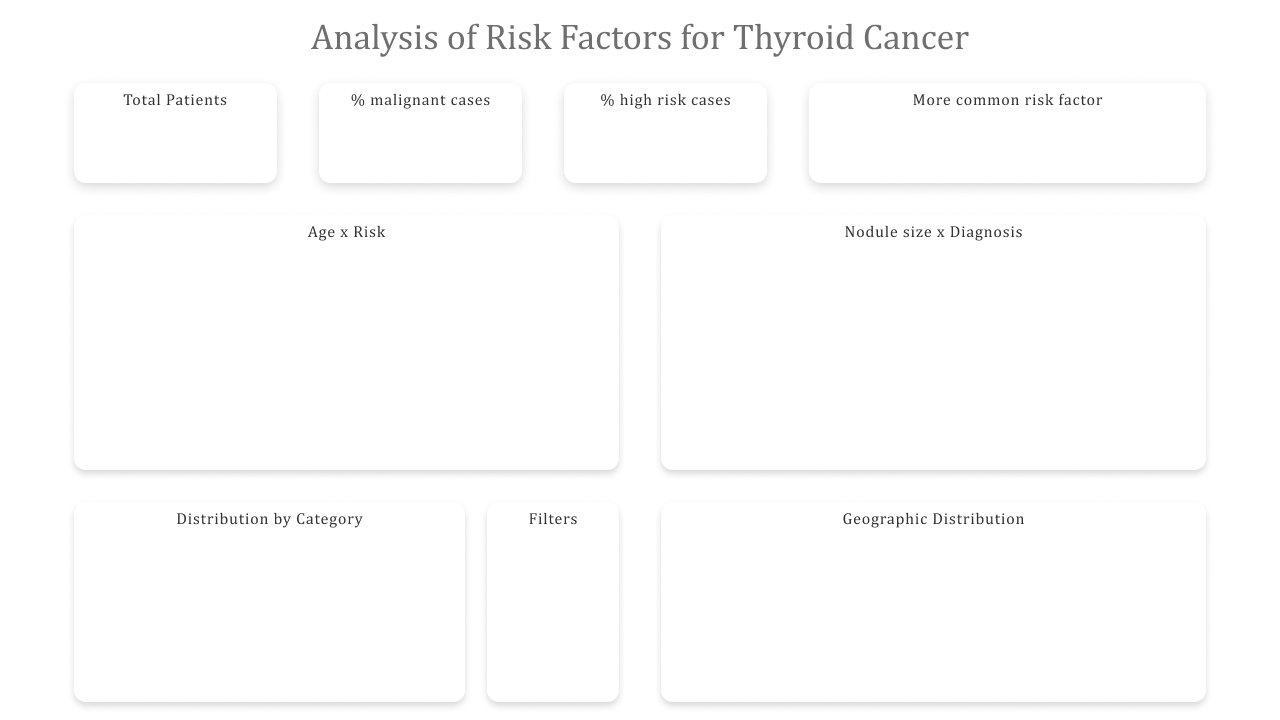 Analysis of Risk Factors for Thyroid Cancer
Total Patients
% malignant cases
% high risk cases
More common risk factor
Age x Risk
Nodule size x Diagnosis
Distribution by Category
Filters
Geographic Distribution